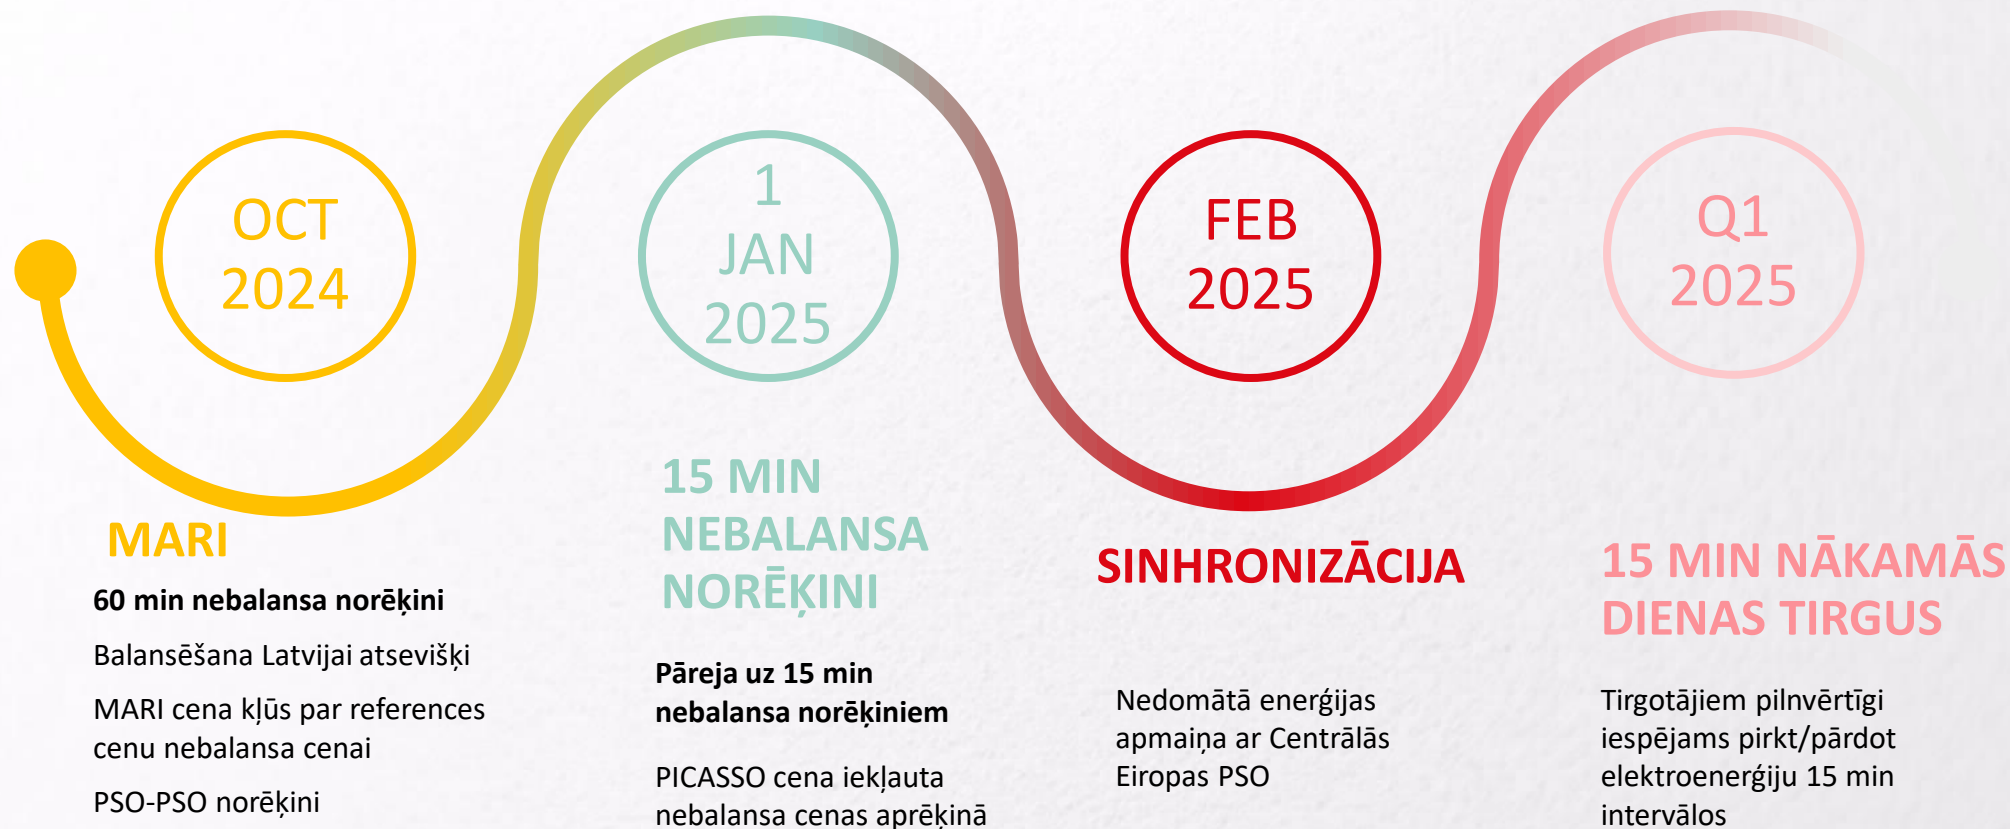 OCT
2024
MARI
60 min nebalansa norēķini
Balansēšana Latvijai atsevišķi
MARI cena kļūs par references
cenu nebalansa cenai
PSO-PSO norēķini
1
JAN
2025
15 MIN
NEBALANSA
NORĒĶINI
Pāreja uz 15 min
nebalansa norēķiniem
PICASSO cena iekļauta
nebalansa cenas aprēķinā
FEB
2025
SINHRONIZĀCIJA
Nedomātā enerģijas
apmaiņa ar Centrālās
Eiropas PSO
Q1
2025
15 MIN NĀKAMĀS
DIENAS TIRGUS
Tirgotājiem pilnvērtīgi
iespējams pirkt/pārdot
elektroenerģiju 15 min
intervālos